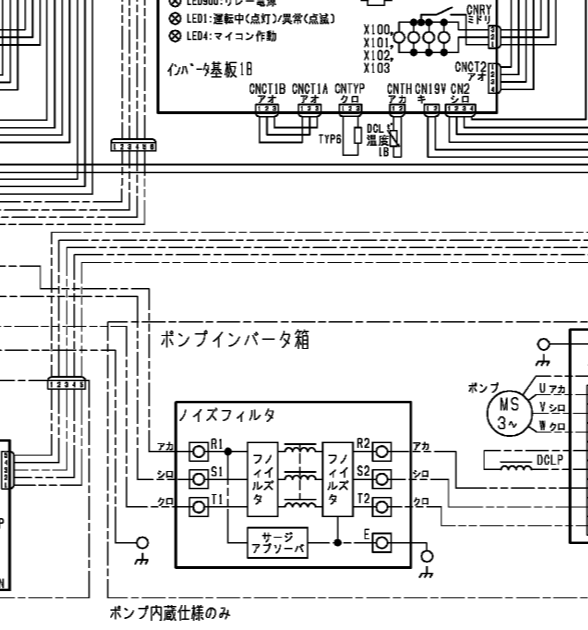 LED1:運転中(点灯)/異常(点滅)
LED4:マイコン作動
インバータ基板1B
X100,
X101,
X102,
X103
CNRY
ミドリ
CNCT2
アオ
CNCT1B
アオ
CNCT1A
アオ
CNTYP
クロ
CNTH
アカ
CN19V
キ
CN2
シロ
TYP6
DCL
温度
1B
ポンプインバータ箱
ノイズフィルタ
アカ
R1
シロ
S1
クロ
T1
ノイズ
フィルタ
ノイズ
フィルタ
サージ
アブソーバ
R2
アカ
S2
シロ
T2
クロ
E
ポンプ
MS
3~
U アカ
V シロ
W クロ
DCLP
ポンプ内蔵仕様のみ